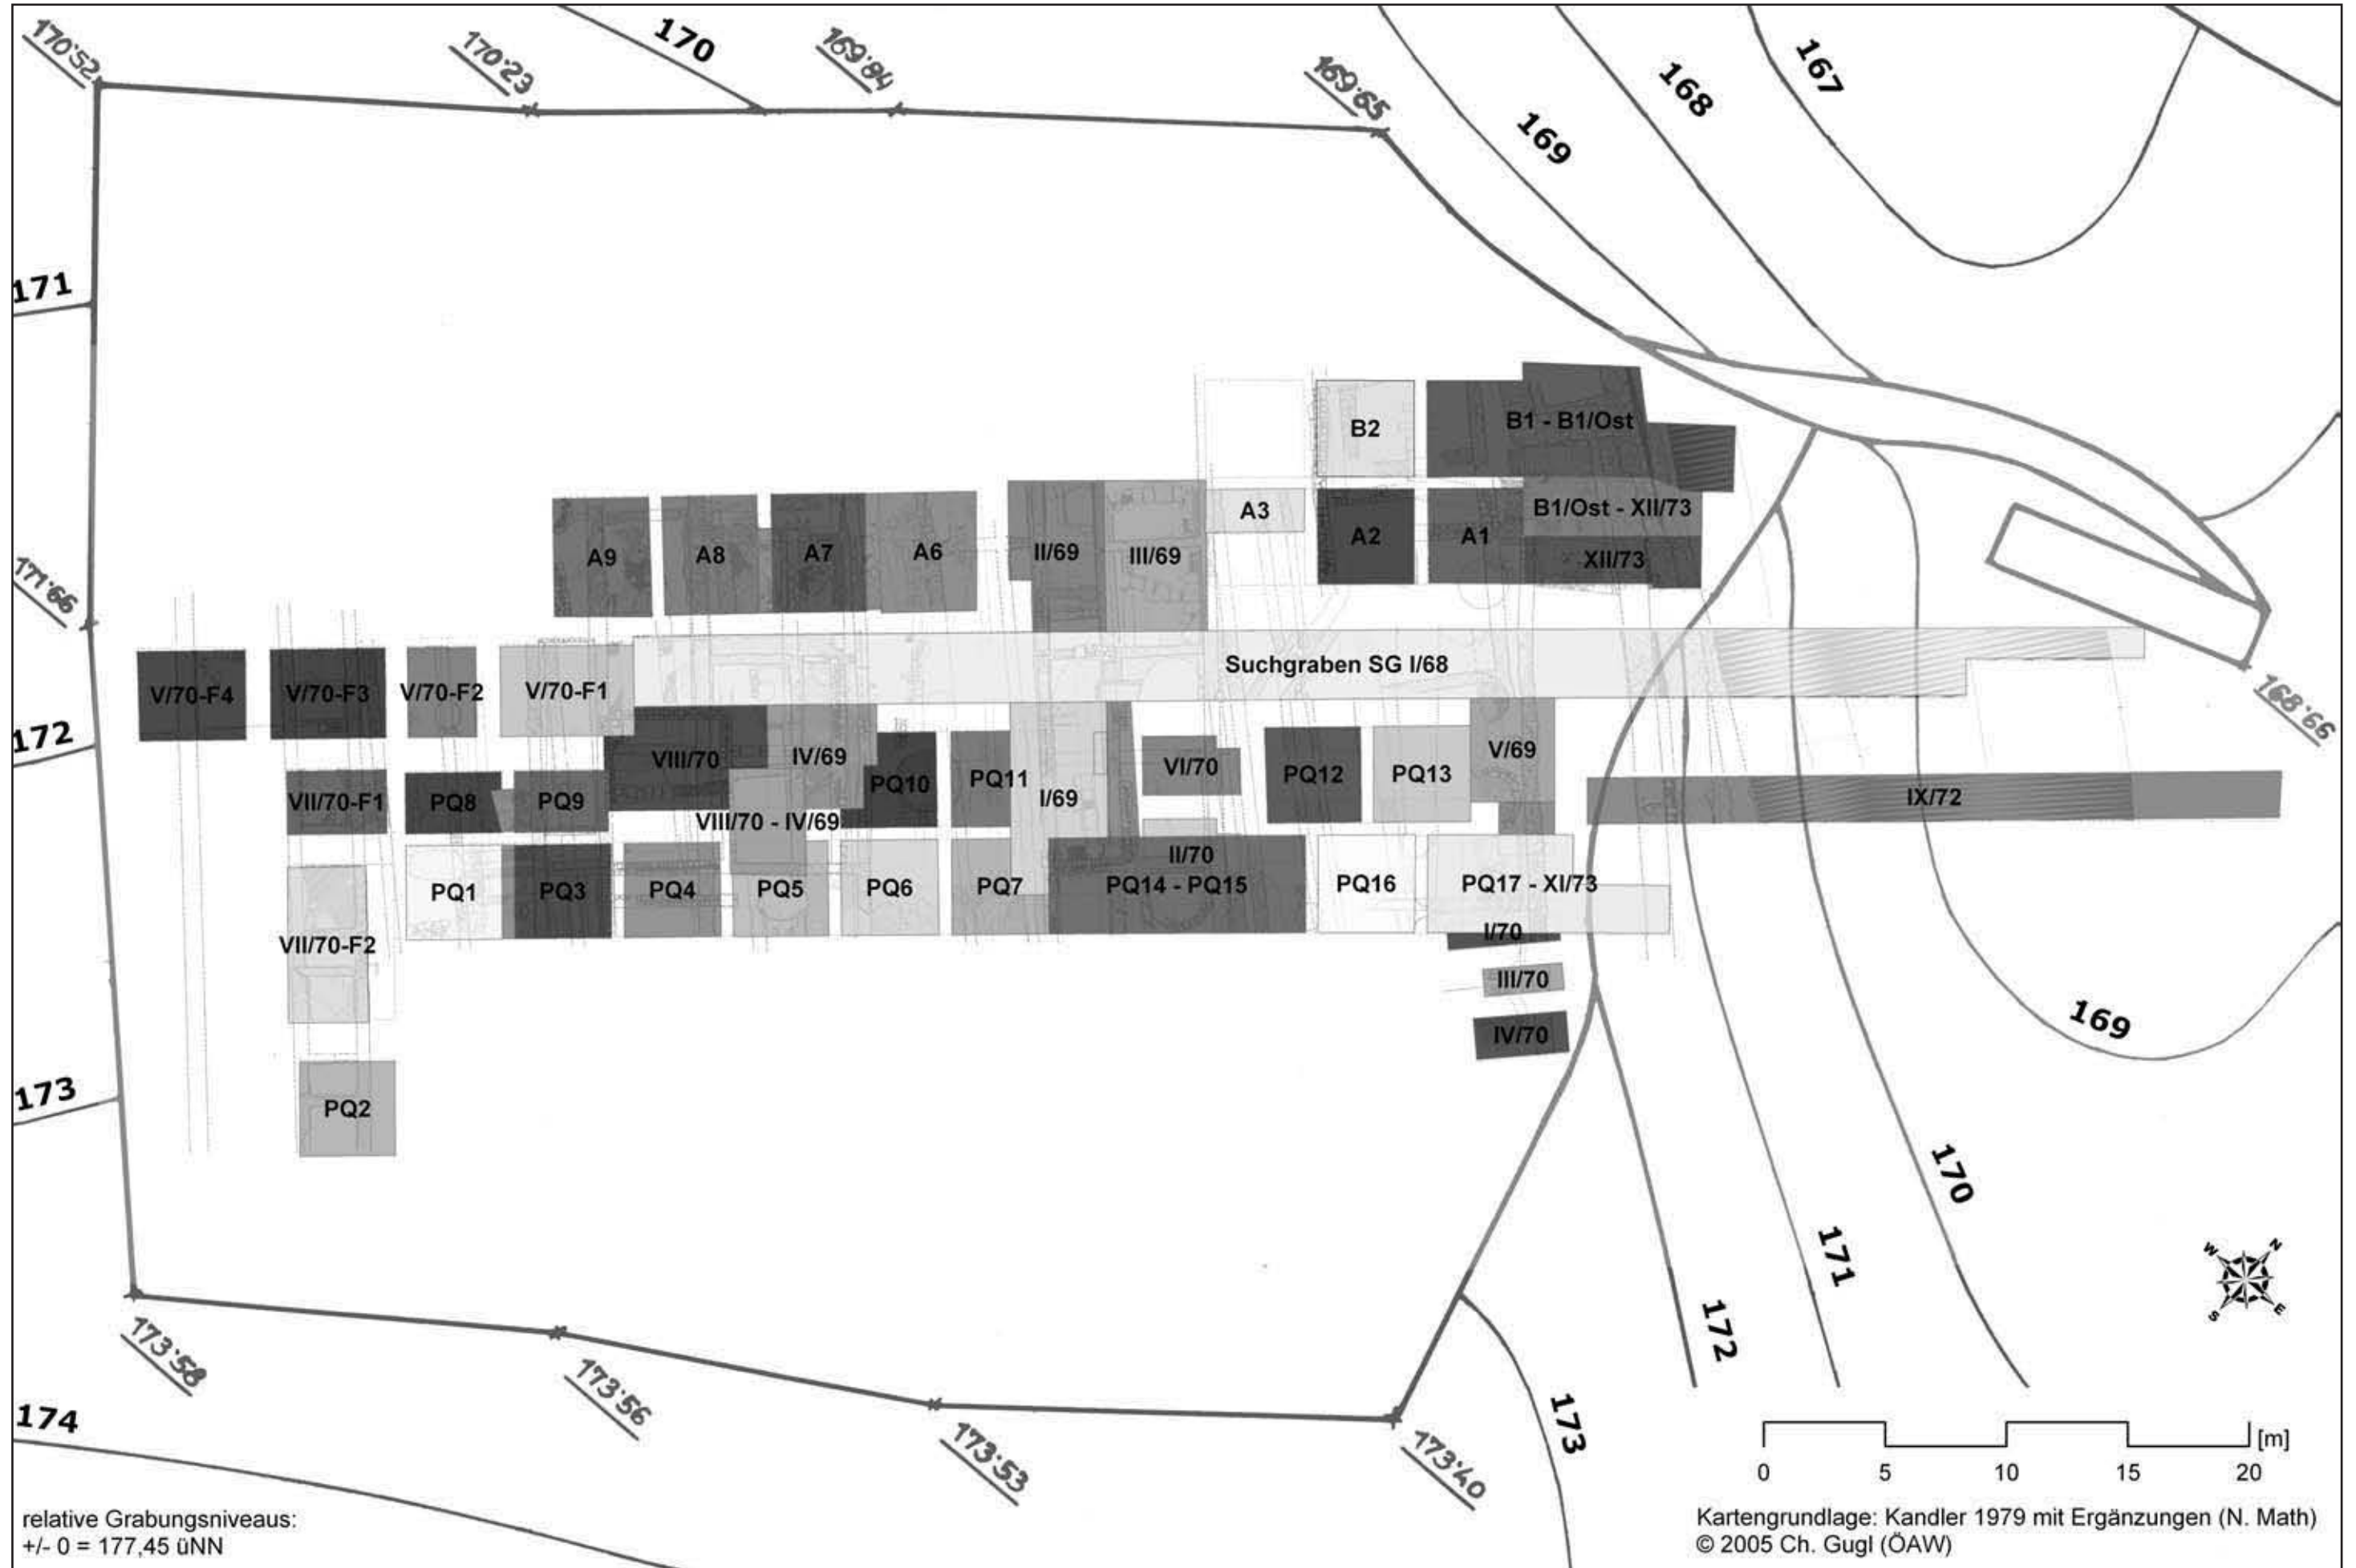 170'52
170'23
170
169'84
169'65
169
168
167
171
B2
B1 - B1/Ost
A9
A8
A7
A6
II/69
III/69
A3
A2
A1
B1/Ost - XII/73
XII/73
171'66
Suchgraben SG I/68
V/70-F4
V/70-F3
V/70-F2
V/70-F1
168'66
172
VIII/70
IV/69
PQ10
PQ11
I/69
VI/70
PQ12
PQ13
V/69
VII/70-F1
PQ8
PQ9
VIII/70 - IV/69
IX/72
PQ1
PQ3
PQ4
PQ5
PQ6
PQ7
II/70
PQ14 - PQ15
PQ16
PQ17 - XI/73
VII/70-F2
I/70
III/70
IV/70
169
173
PQ2
170
171
172
173
W
N
S
E
173'58
173'56
173'53
173'40
174
[m]
0 5 10 15 20
relative Grabungsniveaus:
+/- 0 = 177,45 üNN
Kartengrundlage: Kandler 1979 mit Ergänzungen (N. Math)
© 2005 Ch. Gugl (ÖAW)